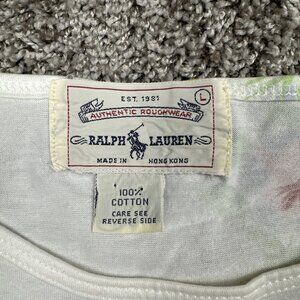 EST. 1981
L
AUTHENTIC ROUGHWEAR
RALPH LAUREN
MADE IN HONG KONG
100%
COTTON
CARE SEE
REVERSE SIDE